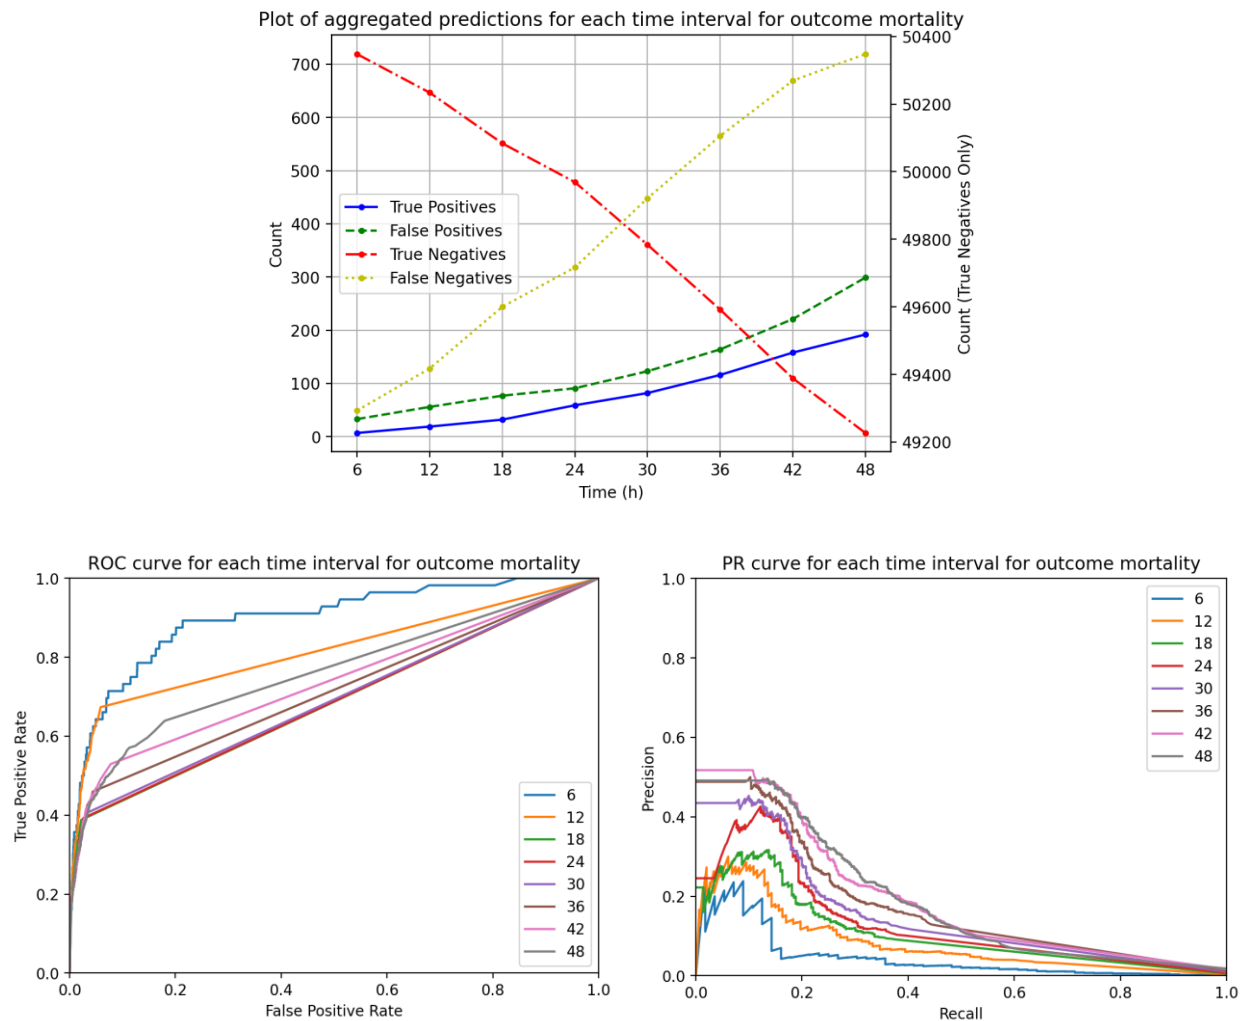 Plot of aggregated predictions for each time interval for outcome mortality
Count
700
600
500
400
300
200
100
0
True Positives
False Positives
True Negatives
False Negatives
50400
50200
50000
49800
49600
49400
49200
Count (True Negatives Only)
6 12 18 24 30 36 42 48
Time (h)
ROC curve for each time interval for outcome mortality
True Positive Rate
1.0
0.8
0.6
0.4
0.2
0.0
6
12
18
24
30
36
42
48
0.0 0.2 0.4 0.6 0.8 1.0
False Positive Rate
PR curve for each time interval for outcome mortality
Precision
1.0
0.8
0.6
0.4
0.2
0.0
6
12
18
24
30
36
42
48
0.0 0.2 0.4 0.6 0.8 1.0
Recall